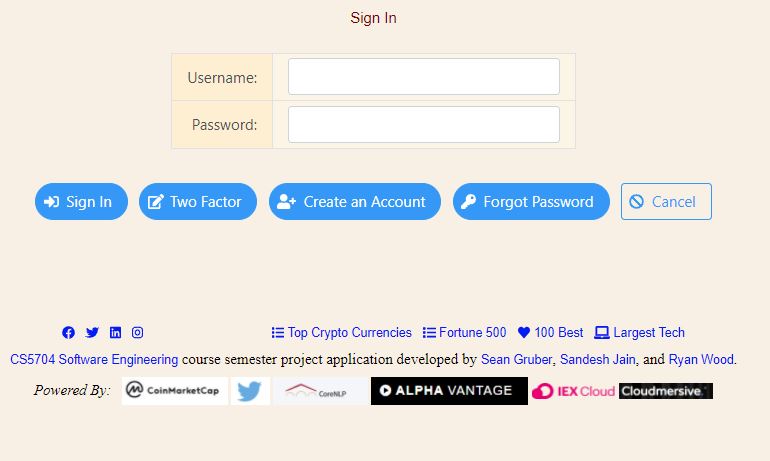 Sign In
Username:
Password:
Sign In Two Factor Create an Account Forgot Password Cancel
Top Crypto Currencies Fortune 500 100 Best Largest Tech
CS5704 Software Engineering course semester project application developed by Sean Gruber, Sandesh Jain, and Ryan Wood.
Powered By: CoinMarketCap CoreNLP ALPHA VANTAGE IEX Cloud Cloudmersive